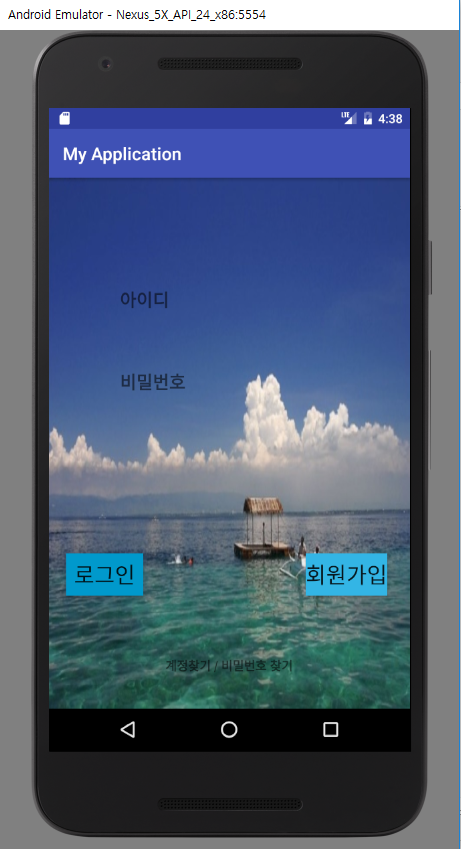 Android Emulator - Nexus_5X_API_24_x86:5554
LTE 4:38
My Application
아이디
비밀번호
로그인 회원가입
계정찾기 / 비밀번호 찾기